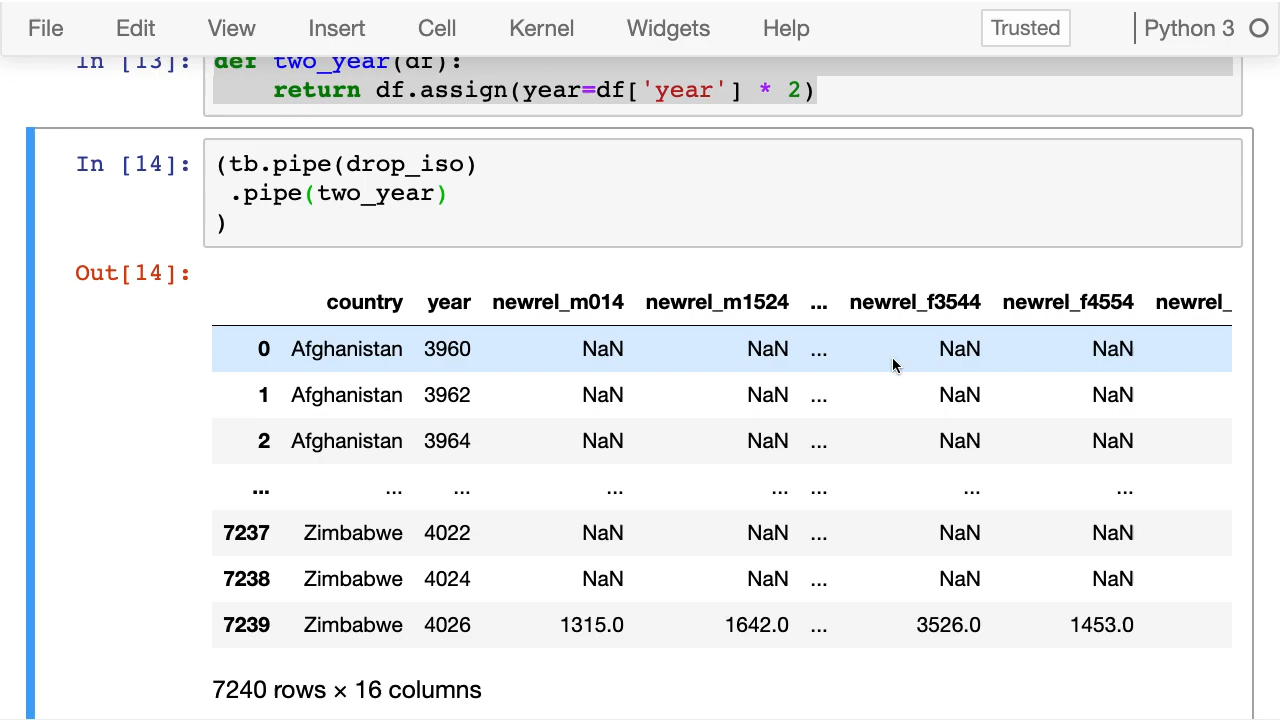 File Edit View Insert Cell Kernel Widgets Help Trusted Python 3
In [13]: def two_year(df):
return df.assign(year=df['year'] * 2)
In [14]: (tb.pipe(drop_iso)
.pipe(two_year)
)
Out[14]:
country year newrel_m014 newrel_m1524 ... newrel_f3544 newrel_f4554 newrel_
0 Afghanistan 3960 NaN NaN ... NaN NaN
1 Afghanistan 3962 NaN NaN ... NaN NaN
2 Afghanistan 3964 NaN NaN ... NaN NaN
... ... ... ... ... ... ... ...
7237 Zimbabwe 4022 NaN NaN ... NaN NaN
7238 Zimbabwe 4024 NaN NaN ... NaN NaN
7239 Zimbabwe 4026 1315.0 1642.0 ... 3526.0 1453.0
7240 rows × 16 columns